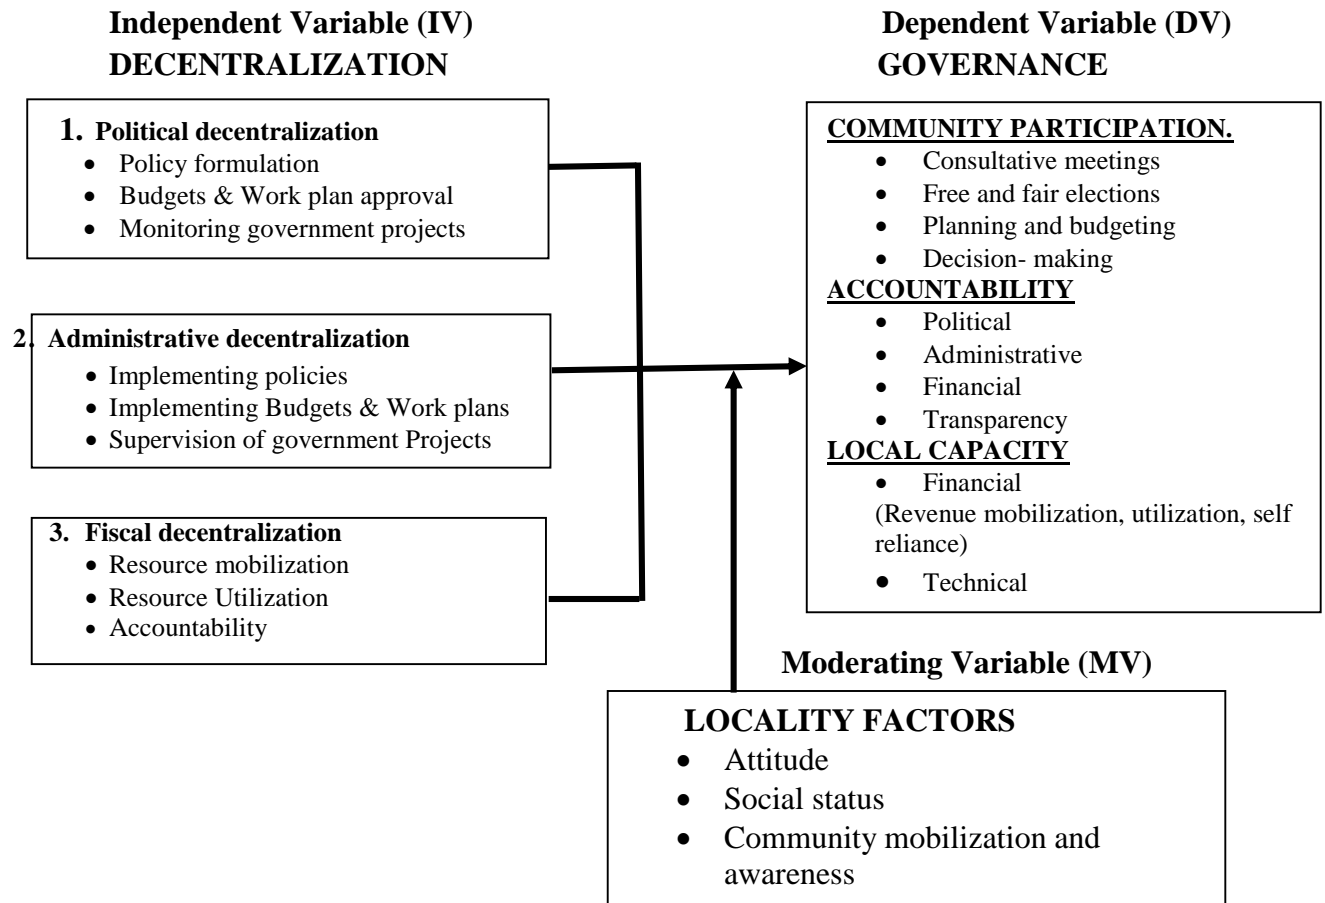 Independent Variable (IV)
DECENTRALIZATION
Dependent Variable (DV)
GOVERNANCE
1. Political decentralization
• Policy formulation
• Budgets & Work plan approval
• Monitoring government projects
2. Administrative decentralization
• Implementing policies
• Implementing Budgets & Work plans
• Supervision of government Projects
3. Fiscal decentralization
• Resource mobilization
• Resource Utilization
• Accountability
COMMUNITY PARTICIPATION.
• Consultative meetings
• Free and fair elections
• Planning and budgeting
• Decision- making
ACCOUNTABILITY
• Political
• Administrative
• Financial
• Transparency
LOCAL CAPACITY
• Financial
(Revenue mobilization, utilization, self
reliance)
• Technical
Moderating Variable (MV)
LOCALITY FACTORS
• Attitude
• Social status
• Community mobilization and
awareness